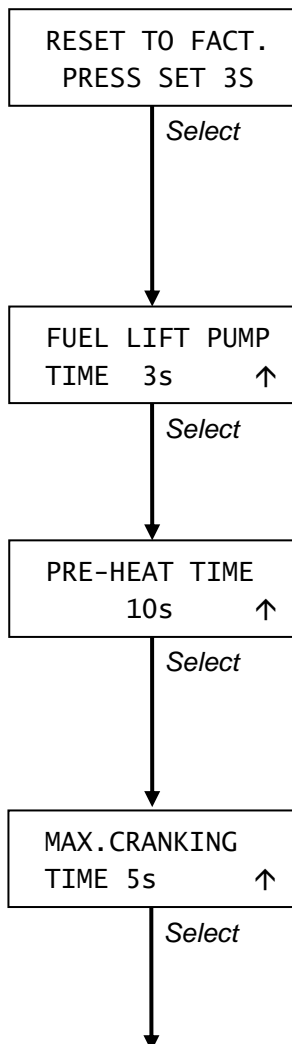 RESET TO FACT.
PRESS SET 3S
Select
FUEL LIFT PUMP
TIME 3s ↑
Select
PRE-HEAT TIME
10s ↑
Select
MAX.CRANKING
TIME 5s ↑
Select